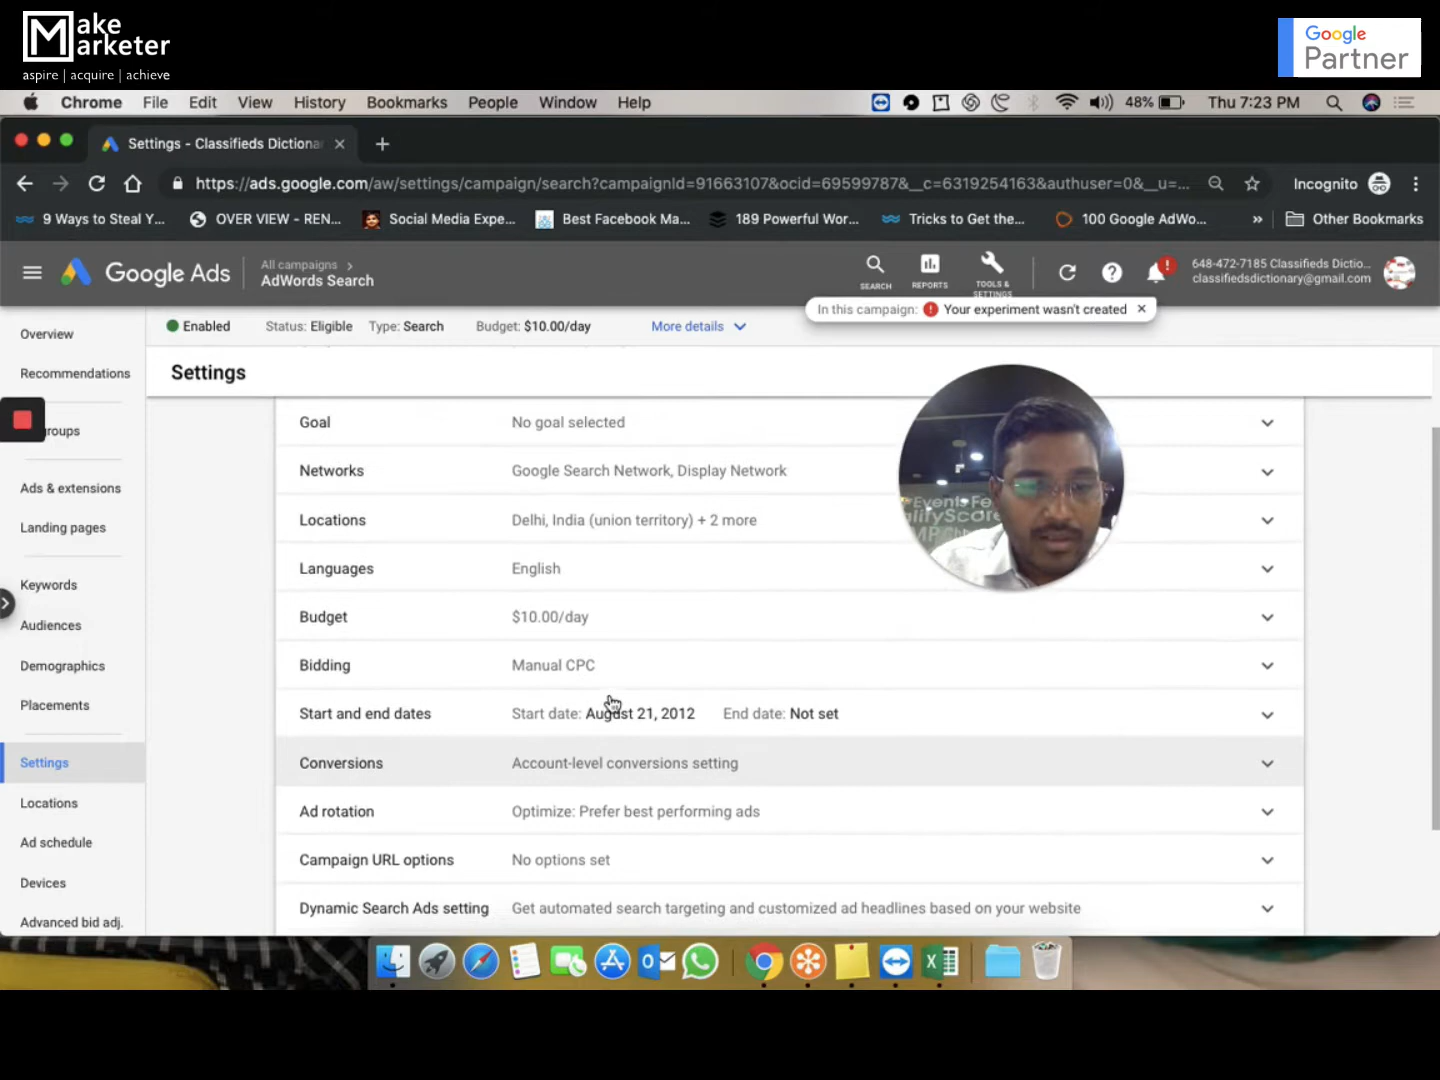 Make
Marketer
aspire | acquire | achieve
Google
Partner
Chrome File Edit View History Bookmarks People Window Help
48% Thu 7:23 PM
Settings - Classifieds Dictiona
https://ads.google.com/aw/settings/campaign/search?campaignId=91663107&ocid=69599787&__c=6319254163&authuser=0&__u=...
Incognito
9 Ways to Steal Y...
OVER VIEW - REN...
Social Media Expe...
Best Facebook Ma...
189 Powerful Wor...
Tricks to Get the...
100 Google AdWo...
»
Other Bookmarks
Google Ads
All campaigns >
AdWords Search
SEARCH
REPORTS
TOOLS &
SETTINGS
648-472-7185 Classifieds Dictio...
classifiedsdictionary@gmail.com
In this campaign: Your experiment wasn't created
Enabled Status: Eligible Type: Search Budget: $10.00/day More details
Overview
Recommendations
roups
Ads & extensions
Landing pages
Keywords
Audiences
Demographics
Placements
Settings
Locations
Ad schedule
Devices
Advanced bid adj.
Settings
Goal No goal selected
Networks Google Search Network, Display Network
Locations Delhi, India (union territory) + 2 more
Languages English
Budget $10.00/day
Bidding Manual CPC
Start and end dates Start date: August 21, 2012 End date: Not set
Conversions Account-level conversions setting
Ad rotation Optimize: Prefer best performing ads
Campaign URL options No options set
Dynamic Search Ads setting Get automated search targeting and customized ad headlines based on your website